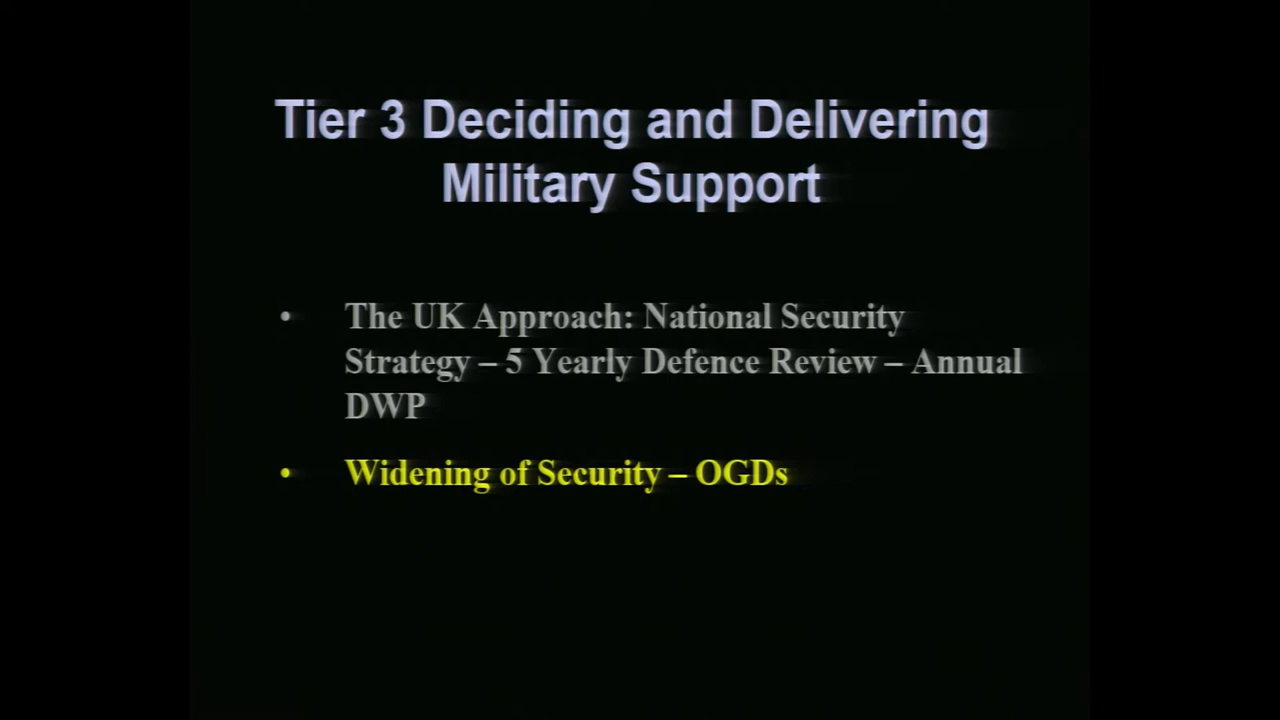 Tier 3 Deciding and Delivering
Military Support
• The UK Approach: National Security
Strategy – 5 Yearly Defence Review – Annual
DWP
• Widening of Security – OGDs